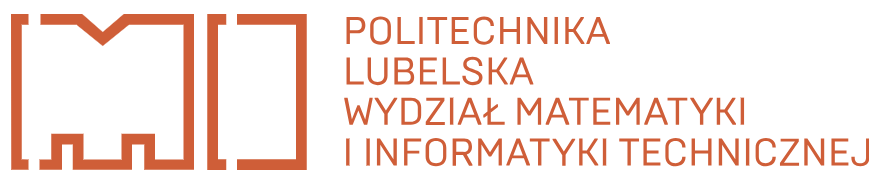 POLITECHNIKA
LUBELSKA
WYDZIAŁ MATEMATYKI
I INFORMATYKI TECHNICZNEJ